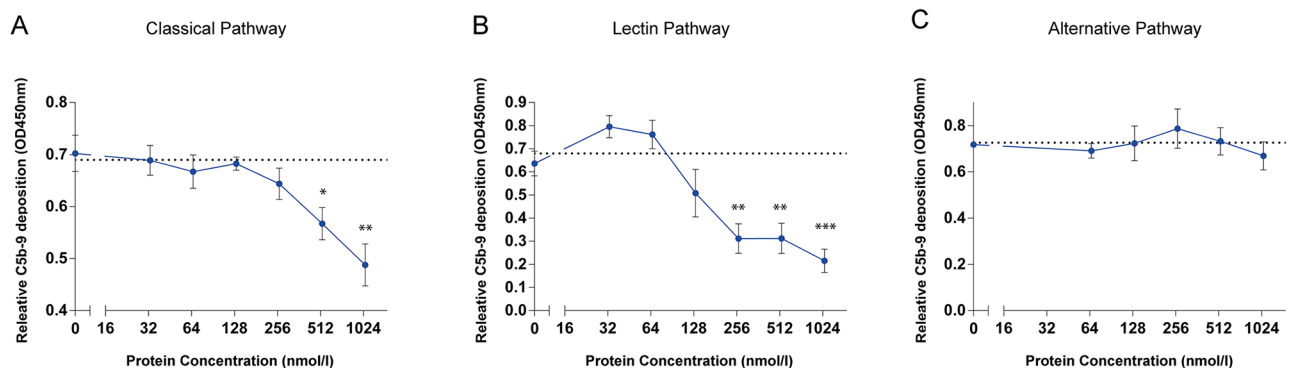 A
Classical Pathway
Releative C5b-9 deposition (OD450nm)
0.8
0.7
0.6
0.5
0.4
*
**
0 16 32 64 128 256 512 1024
Protein Concentration (nmol/l)
B
Lectin Pathway
Releative C5b-9 deposition (OD450nm)
0.9
0.8
0.7
0.6
0.5
0.4
0.3
0.2
0.1
0.0
** ** ***
0 16 32 64 128 256 512 1024
Protein Concentration (nmol/l)
C
Alternative Pathway
Releative C5b-9 deposition (OD450nm)
0.8
0.6
0.4
0.2
0.0
0 16 32 64 128 256 512 1024
Protein Concentration (nmol/l)